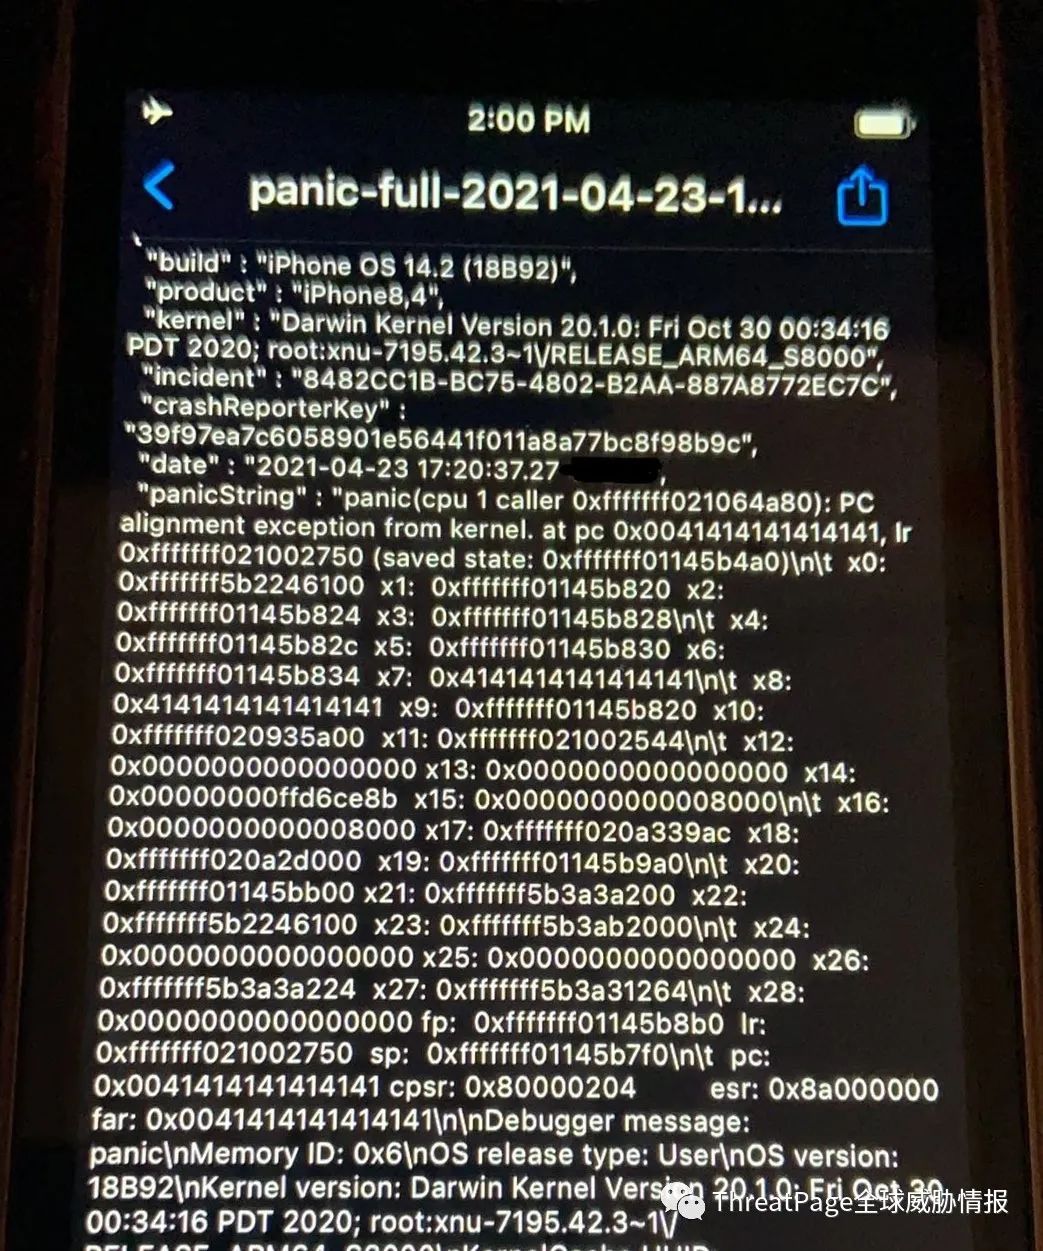 2:00 PM
panic-full-2021-04-23-1...
"build" : "iPhone OS 14.2 (18B92)",
"product" : "iPhone8,4",
"kernel" : "Darwin Kernel Version 20.1.0: Fri Oct 30 00:34:16
PDT 2020; root:xnu-7195.42.3~1\/RELEASE_ARM64_S8000",
"incident" : "8482CC1B-BC75-4802-B2AA-887A8772EC7C",
"crashReporterKey" :
"39f97ea7c6058901e56441f011a8a77bc8f98b9c",
"date" : "2021-04-23 17:20:37.27 ,
"panicString" : "panic(cpu 1 caller 0xfffffff021064a80): PC
alignment exception from kernel. at pc 0x0041414141414141, lr
0xfffffff021002750 (saved state: 0xfffffff01145b4a0)\n\t x0:
0xfffffff5b2246100 x1: 0xfffffff01145b820 x2:
0xfffffff01145b824 x3: 0xfffffff01145b828\n\t x4:
0xfffffff01145b82c x5: 0xfffffff01145b830 x6:
0xfffffff01145b834 x7: 0x4141414141414141\n\t x8:
0x4141414141414141 x9: 0xfffffff01145b820 x10:
0xfffffff020935a00 x11: 0xfffffff021002544\n\t x12:
0x0000000000000000 x13: 0x0000000000000000 x14:
0x00000000ffd6ce8b x15: 0x0000000000008000\n\t x16:
0x0000000000008000 x17: 0xfffffff020a339ac x18:
0xfffffff020a2d000 x19: 0xfffffff01145b9a0\n\t x20:
0xfffffff01145bb00 x21: 0xfffffff5b3a3a200 x22:
0xfffffff5b2246100 x23: 0xfffffff5b3ab2000\n\t x24:
0x0000000000000000 x25: 0x0000000000000000 x26:
0xfffffff5b3a3a224 x27: 0xfffffff5b3a31264\n\t x28:
0x0000000000000000 fp: 0xfffffff01145b8b0 lr:
0xfffffff021002750 sp: 0xfffffff01145b7f0\n\t pc:
0x0041414141414141 cpsr: 0x80000204 esr: 0x8a000000
far: 0x0041414141414141\n\nDebugger message:
panic\nMemory ID: 0x6\nOS release type: User\nOS version:
18B92\nKernel version: Darwin Kernel Version 20.1.0: Fri Oct 30
00:34:16 PDT 2020; root:xnu-7195.42.3~1\/
ThreatPage全球威胁情报